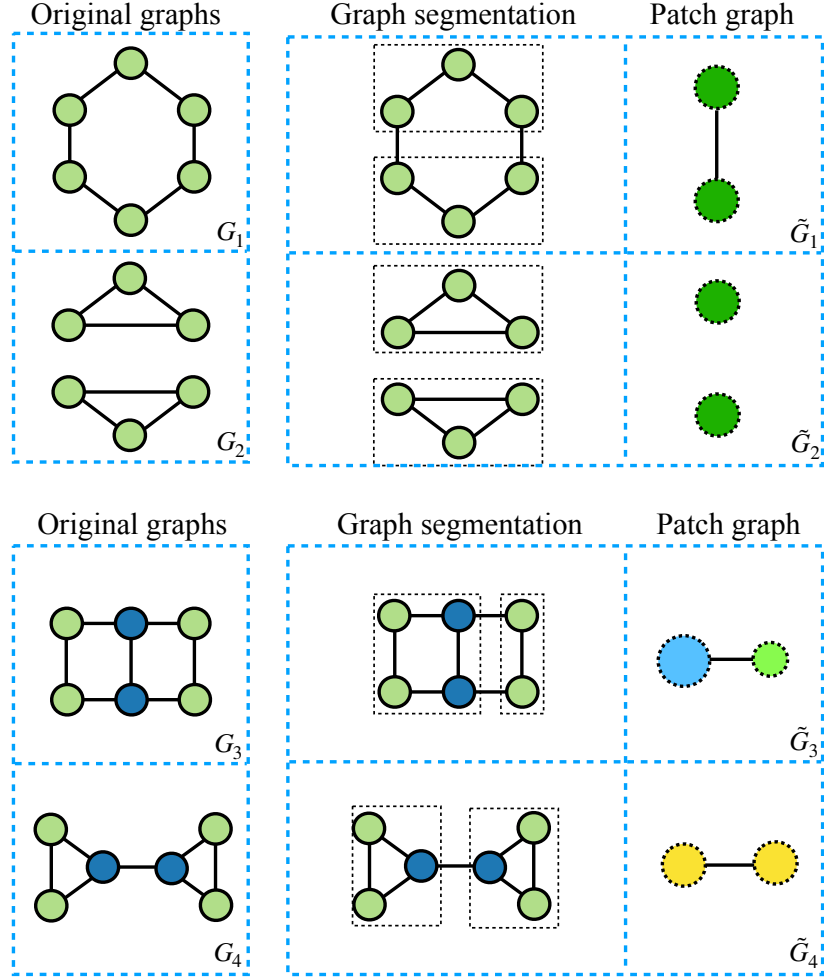 Original graphs Graph segmentation Patch graph
G₁ G̃₁
G₂ G̃₂
Original graphs Graph segmentation Patch graph
G₃ G̃₃
G₄ G̃₄